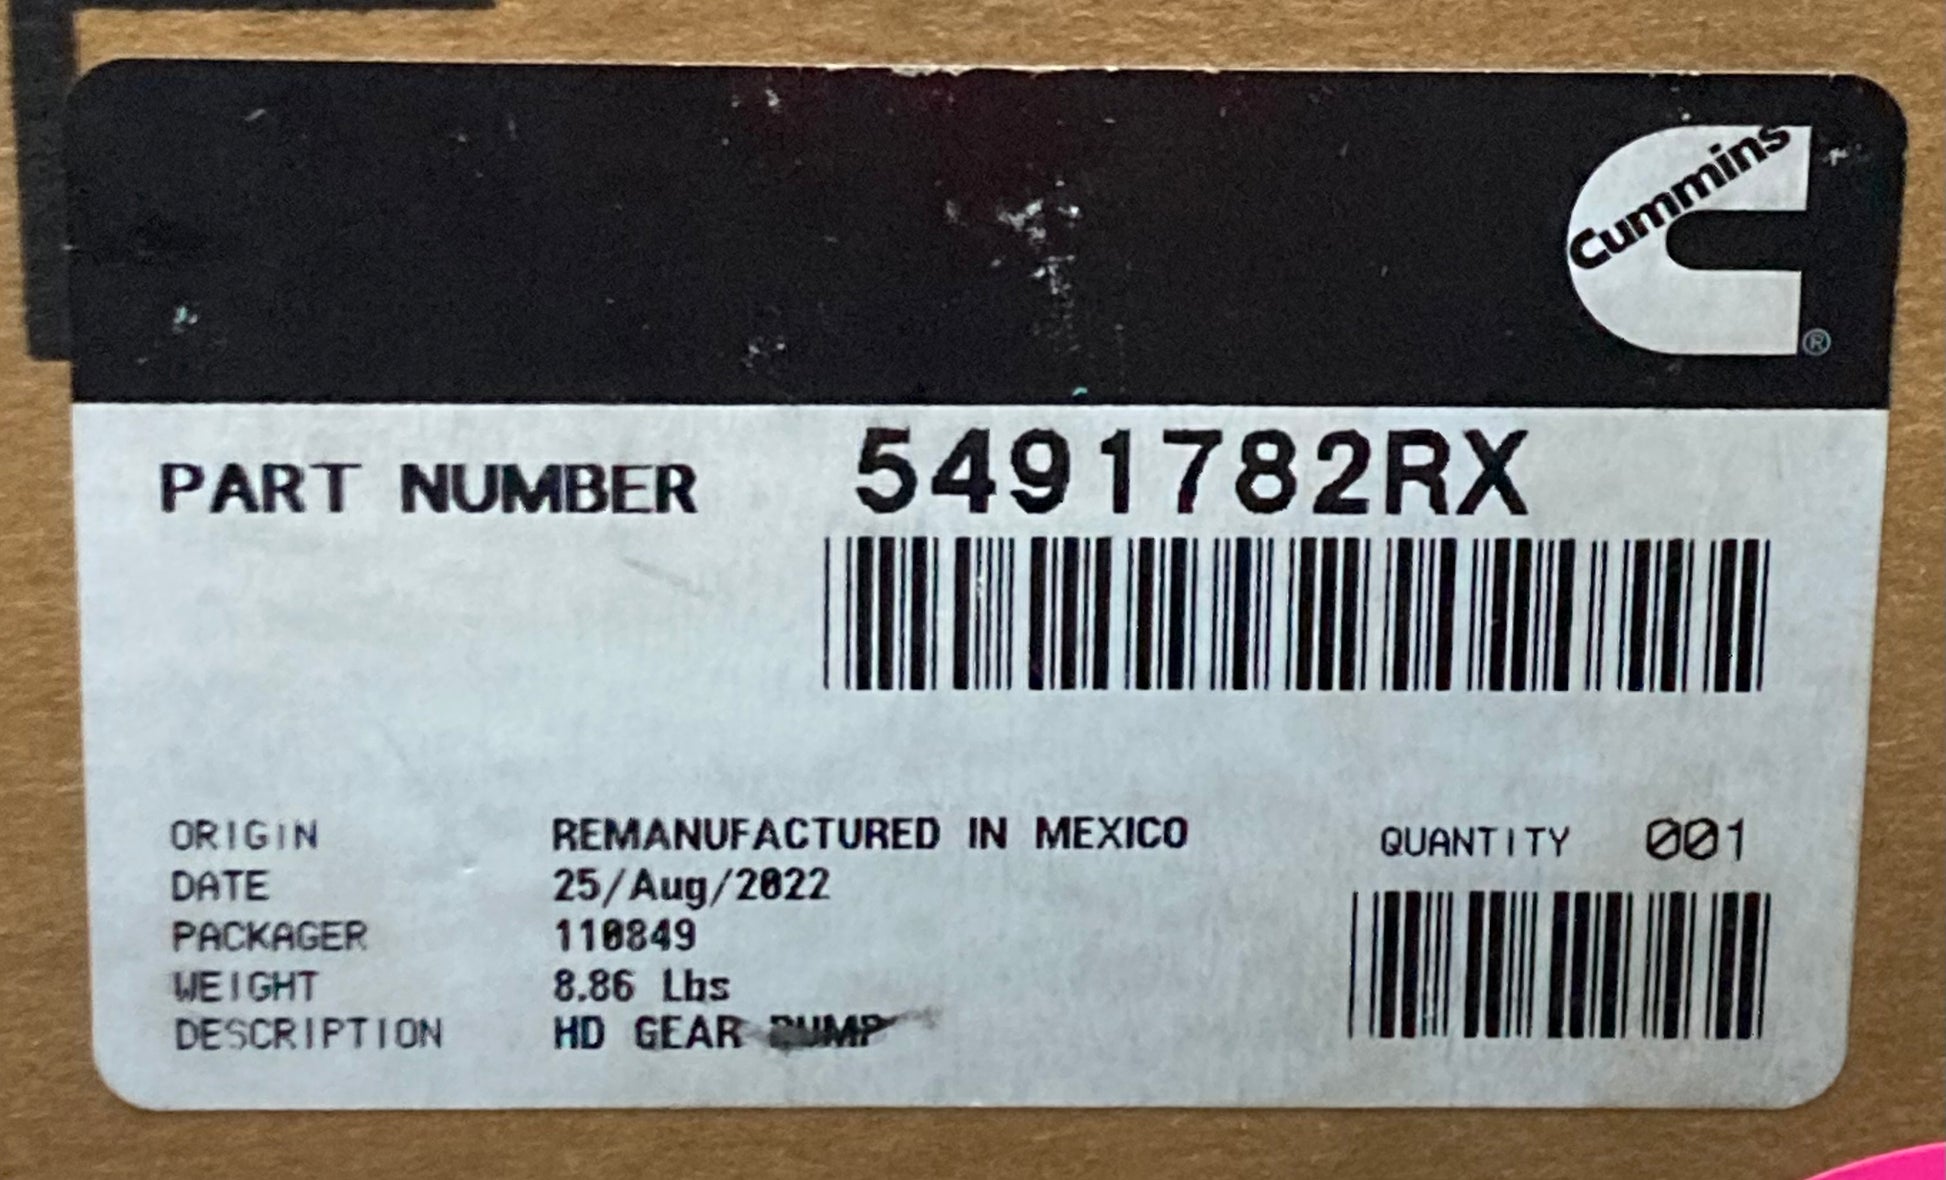 Cummins
®
PART NUMBER 5491782RX
ORIGIN REMANUFACTURED IN MEXICO QUANTITY 001
DATE 25/Aug/2022
PACKAGER 110849
WEIGHT 8.86 Lbs
DESCRIPTION HD GEAR PUMP